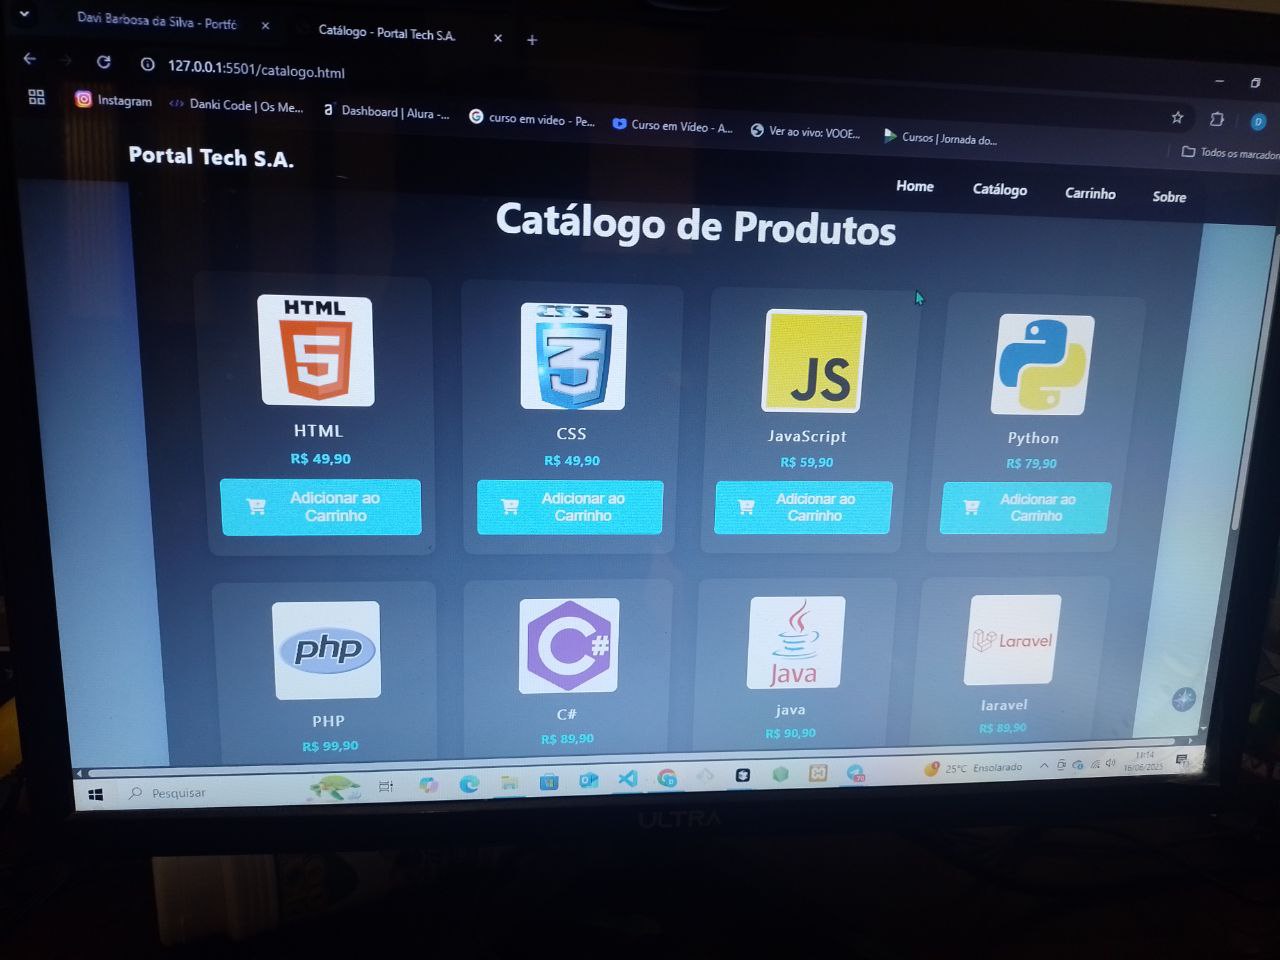 Davi Barbosa da Silva - Portfc
Catálogo - Portal Tech S.A.
127.0.0.1:5501/catalogo.html
Instagram
Danki Code | Os Me...
Dashboard | Alura -...
curso em video - Pe...
Curso em Vídeo - A...
Ver ao vivo: VOOE...
Cursos | Jornada do...
Todos os marcadore
Portal Tech S.A.
Home
Catálogo
Carrinho
Sobre
Catálogo de Produtos
HTML
5
CSS3
3
JS
HTML
CSS
JavaScript
Python
R$ 49,90
R$ 49,90
R$ 59,90
R$ 79,90
Adicionar ao
Carrinho
Adicionar ao
Carrinho
Adicionar ao
Carrinho
Adicionar ao
Carrinho
php
C#
Java
Laravel
PHP
C#
java
laravel
R$ 99,90
R$ 89,90
R$ 90,90
R$ 89,90
Pesquisar
25°C Ensolarado
16/06/2025
ULTRA